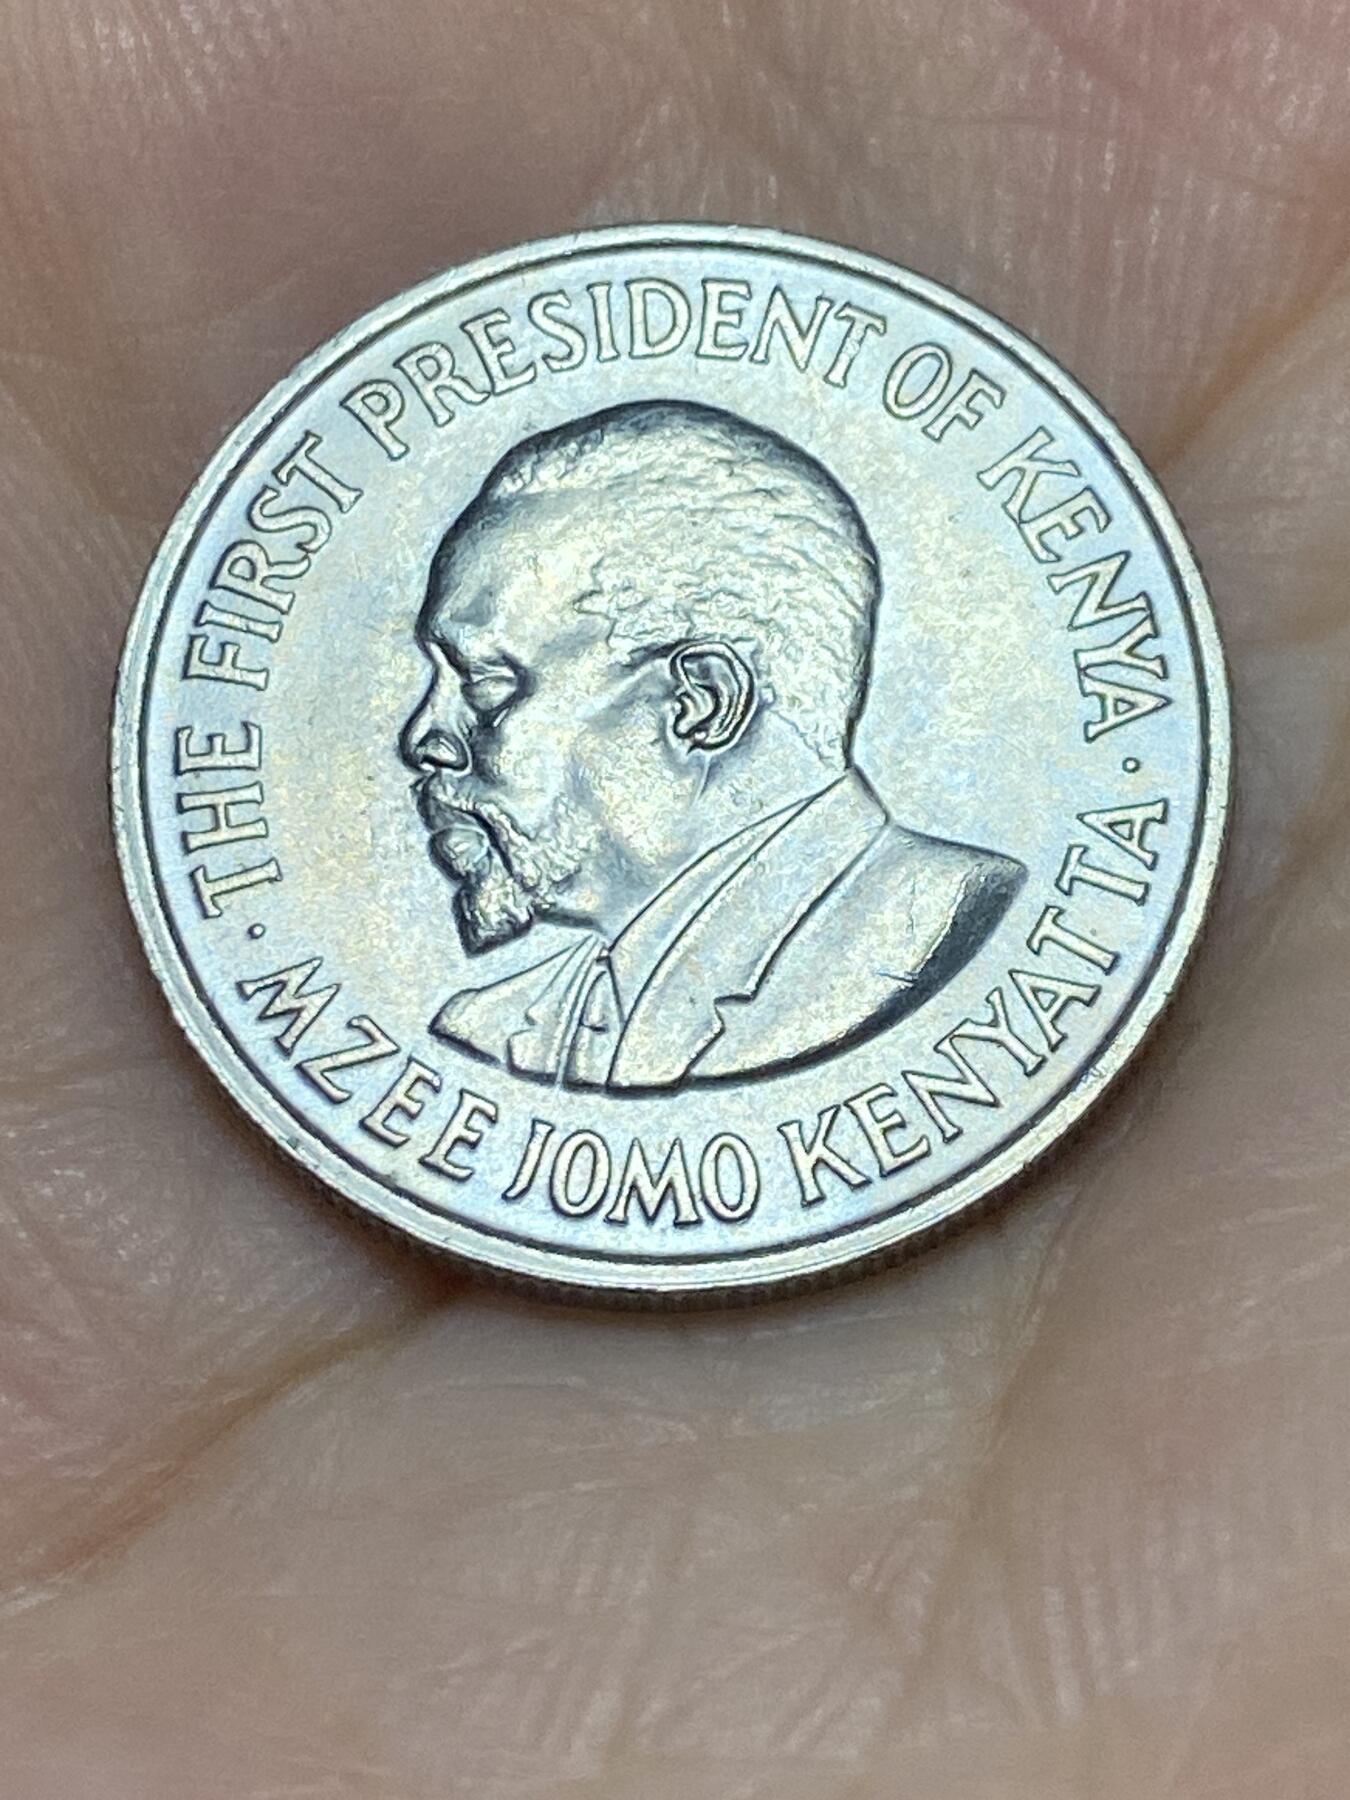 · THE FIRST PRESIDENT OF KENYA ·
MZEE JOMO KENYATTA